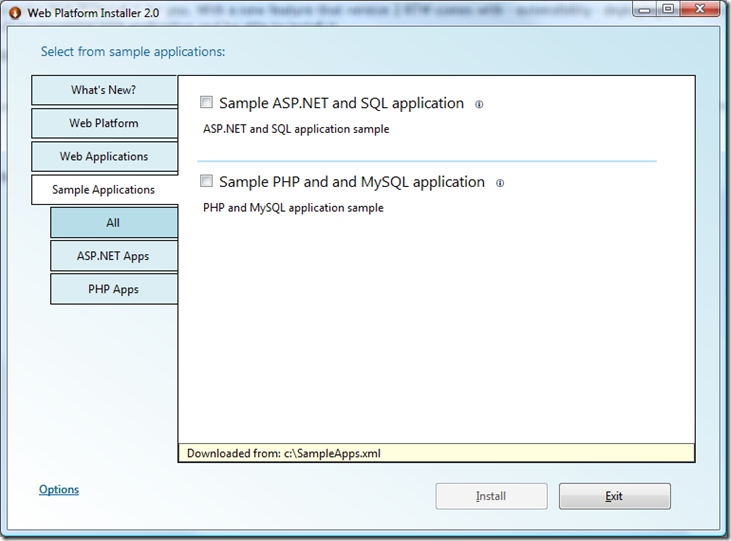 Web Platform Installer 2.0
Select from sample applications:
What's New?
Web Platform
Web Applications
Sample Applications
All
ASP.NET Apps
PHP Apps
Sample ASP.NET and SQL application
ASP.NET and SQL application sample
Sample PHP and and MySQL application
PHP and MySQL application sample
Downloaded from: c:\SampleApps.xml
Options
Install
Exit